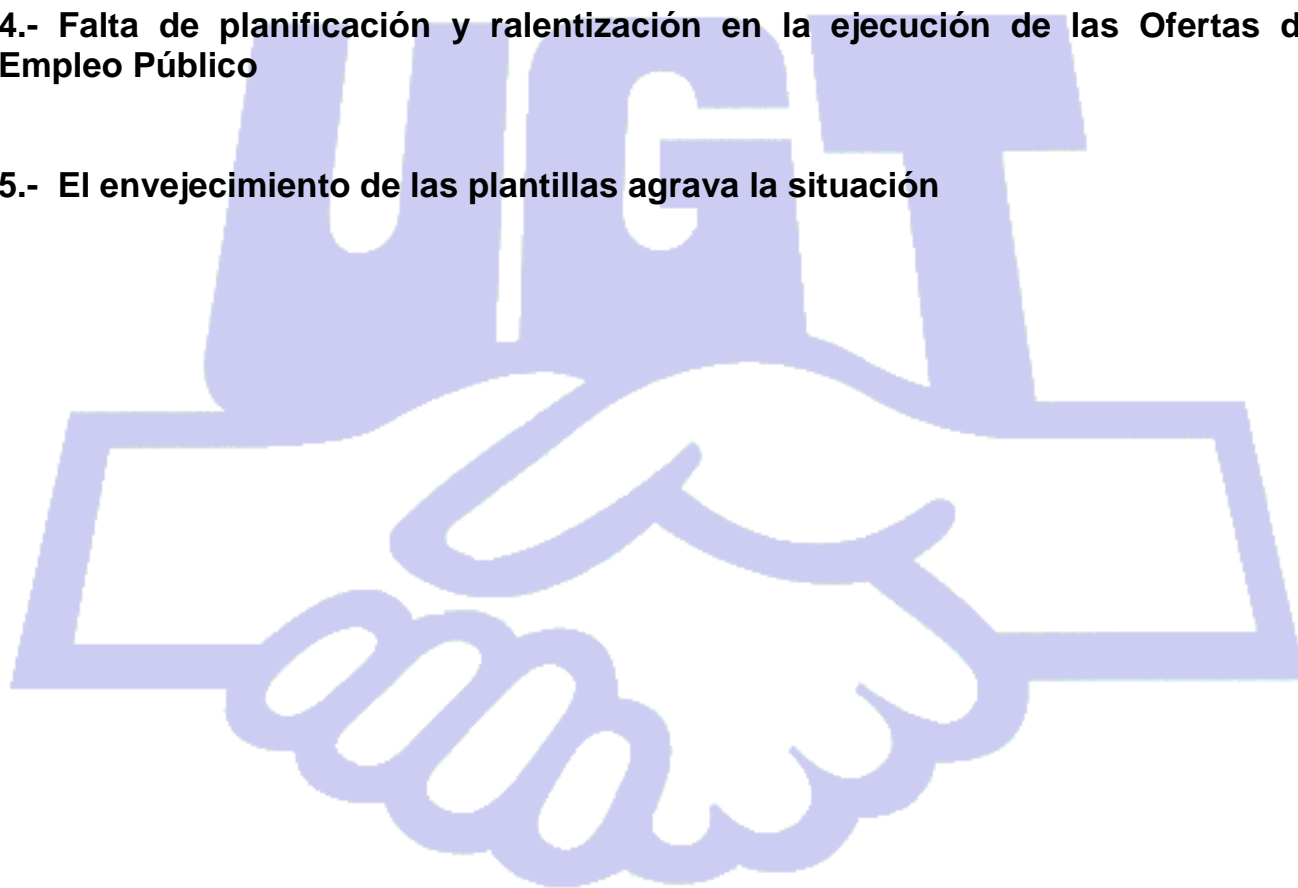 4.- Falta de planificación y ralentización en la ejecución de las Ofertas d
Empleo Público
5.- El envejecimiento de las plantillas agrava la situación
UGT